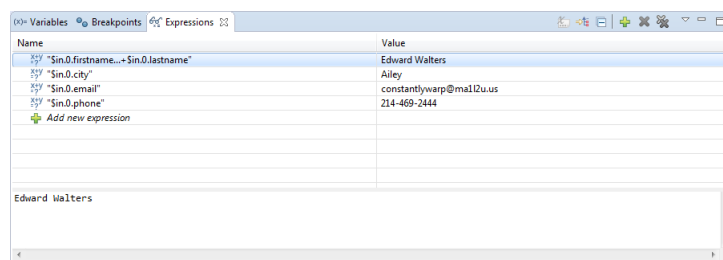 (x)= Variables Breakpoints Expressions
Name Value
"$in.0.firstname...+$in.0.lastname" Edward Walters
"$in.0.city" Ailey
"$in.0.email" constantlywarp@ma1l2u.us
"$in.0.phone" 214-469-2444
Add new expression
Edward Walters